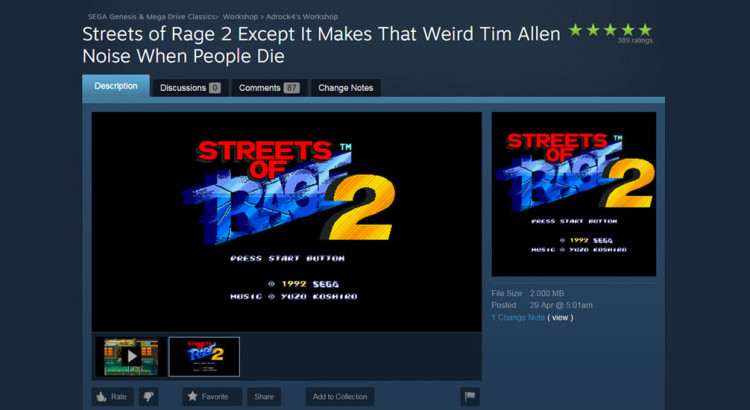 SEGA Genesis & Mega Drive Classics> Workshop > Adrock4's Workshop
Streets of Rage 2 Except It Makes That Weird Tim Allen
Noise When People Die
389 ratings
Description
Discussions 0
Comments 87
Change Notes
STREETS TM
OF
RAGE 2
PRESS START BUTTON
© 1992 SEGA
MUSIC © YUZO KOSHIRO
STREETS TM
OF
RAGE 2
PRESS START BUTTON
© 1992 SEGA
MUSIC © YUZO KOSHIRO
File Size 2.000 MB
Posted 29 Apr @ 5:01am
1 Change Note ( view )
STREETS
OF
RAGE 2
Rate
Favorite
Share
Add to Collection